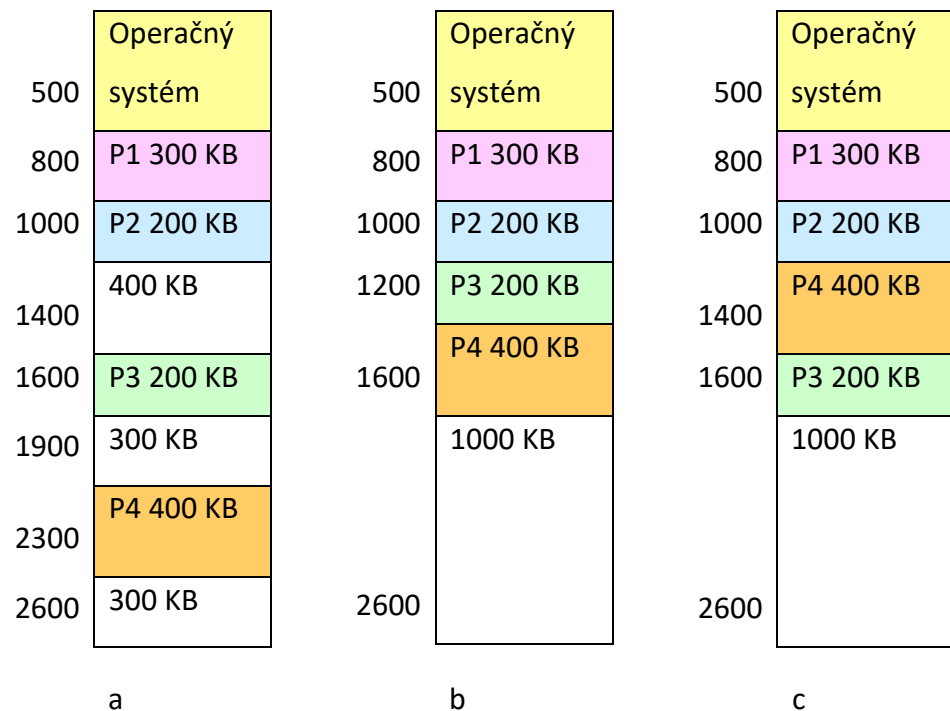 Operačný
500 systém
800 P1 300 KB
1000 P2 200 KB
400 KB
1400
1600 P3 200 KB
1900 300 KB
P4 400 KB
2300
2600 300 KB
a
Operačný
500 systém
800 P1 300 KB
1000 P2 200 KB
1200 P3 200 KB
P4 400 KB
1600
1000 KB
2600
b
Operačný
500 systém
800 P1 300 KB
1000 P2 200 KB
P4 400 KB
1400
1600 P3 200 KB
1000 KB
2600
c